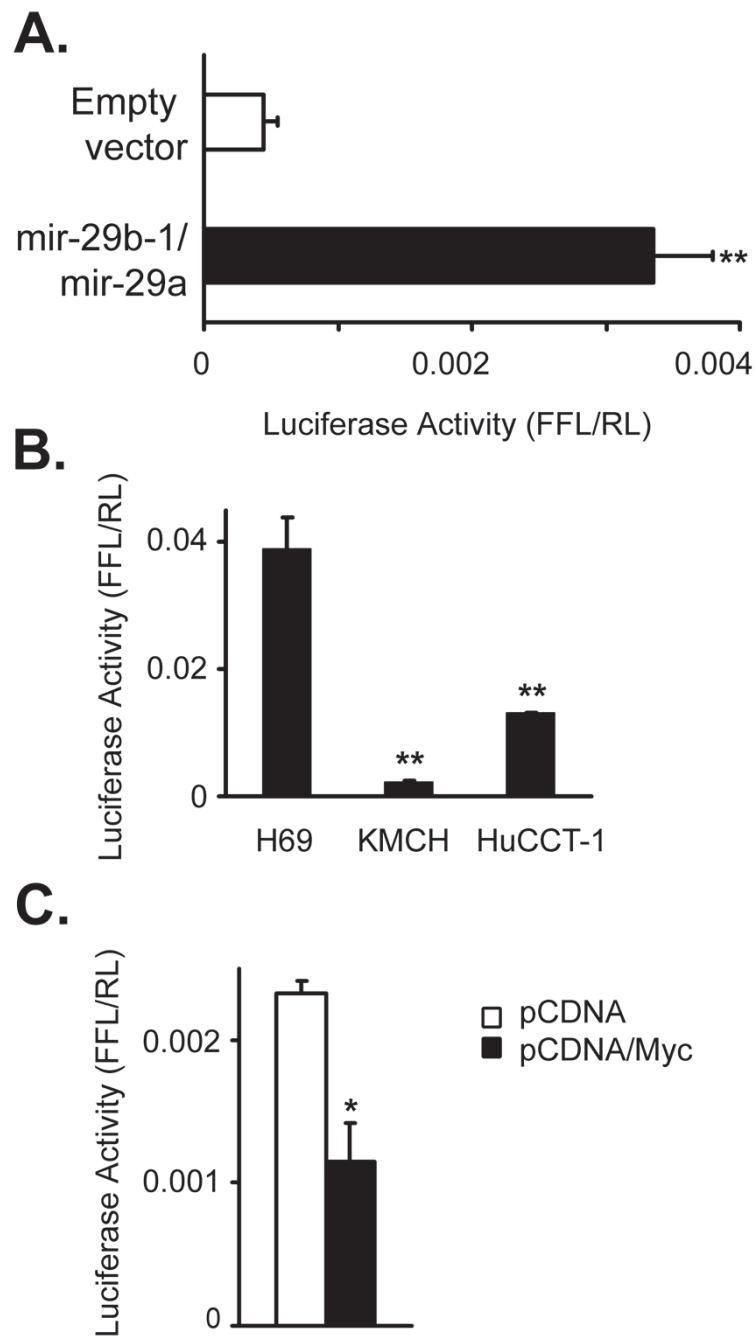 A.
Empty
vector
mir-29b-1/
mir-29a
**
0 0.002 0.004
Luciferase Activity (FFL/RL)
B.
Luciferase Activity (FFL/RL)
0.04
0.02
0
**
**
H69 KMCH HuCCT-1
C.
Luciferase Activity (FFL/RL)
0.002
0.001
0
*
pCDNA
pCDNA/Myc